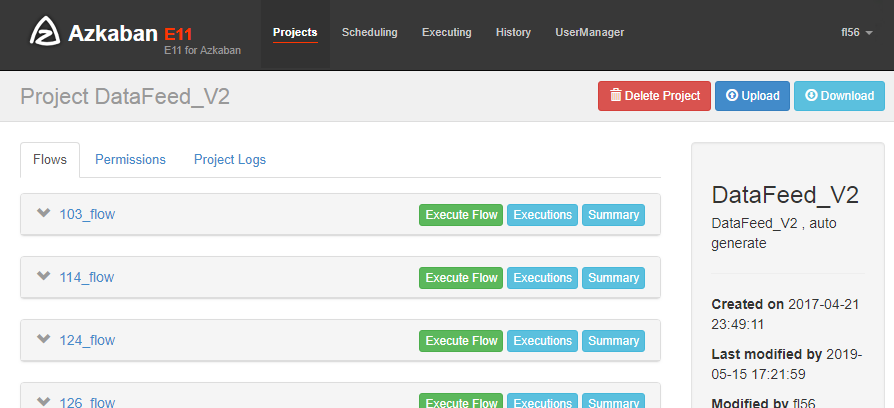 Azkaban E11
E11 for Azkaban
Projects Scheduling Executing History UserManager fl56
Project DataFeed_V2
Delete Project Upload Download
Flows Permissions Project Logs
103_flow Execute Flow Executions Summary
114_flow Execute Flow Executions Summary
124_flow Execute Flow Executions Summary
126_flow Execute Flow Executions Summary
DataFeed_V2
DataFeed_V2 , auto
generate
Created on 2017-04-21
23:49:11
Last modified by 2019-
05-15 17:21:59
Modified by fl56